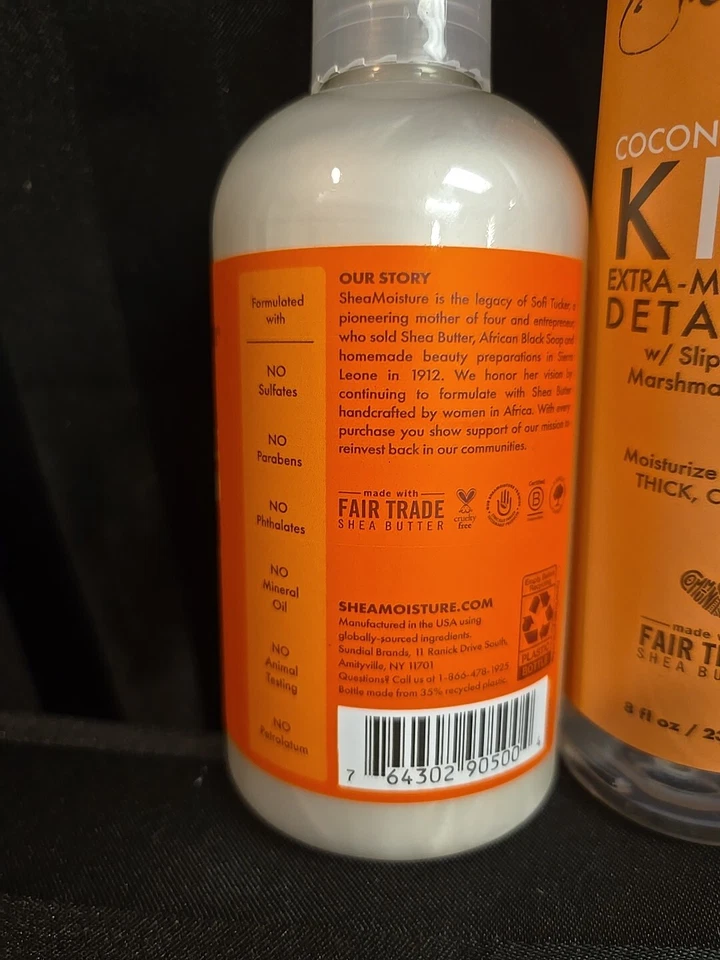 Formulated
with
NO
Sulfates
NO
Parabens
NO
Phthalates
NO
Mineral
Oil
NO
Animal
Testing
NO
Petrolatum
OUR STORY
SheaMoisture is the legacy of Sofi Tucker, a
pioneering mother of four and entrepreneur
who sold Shea Butter, African Black Soap and
homemade beauty preparations in Sierra
Leone in 1912. We honor her vision by
continuing to formulate with Shea Butter
handcrafted by women in Africa. With every
purchase you show support of our mission to
reinvest back in our communities.
made with
FAIR TRADE
SHEA BUTTER
cruelty
free
Certified
B
SHEAMOISTURE.COM
Manufactured in the USA using
globally-sourced ingredients.
Sundial Brands, 11 Ranick Drive South,
Amityville, NY 11701
Questions? Call us at 1-866-478-1925
Bottle made from 35% recycled plastic.
PLASTIC
BOTTLE
7 64302 90500 4
COCON
K
EXTRA-M
DETA
w/ Slip
Marshma
Moisturize
THICK, C
made
FAIR T
SHEA BU
8 fl oz / 23